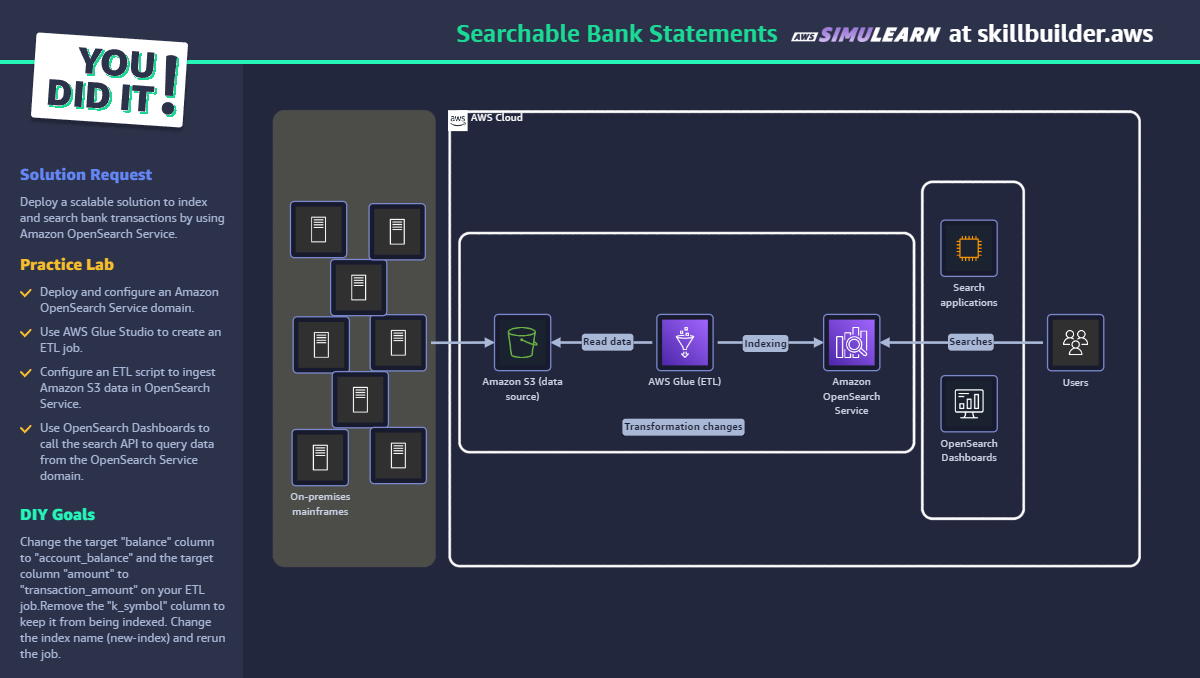 Searchable Bank Statements aws SIMULEARN at skillbuilder.aws
YOU
DID IT!
Solution Request
Deploy a scalable solution to index
and search bank transactions by using
Amazon OpenSearch Service.
Practice Lab
Deploy and configure an Amazon
OpenSearch Service domain.
Use AWS Glue Studio to create an
ETL job.
Configure an ETL script to ingest
Amazon S3 data in OpenSearch
Service.
Use OpenSearch Dashboards to
call the search API to query data
from the OpenSearch Service
domain.
DIY Goals
Change the target "balance" column
to "account_balance" and the target
column "amount" to
"transaction_amount" on your ETL
job.Remove the "k_symbol" column to
keep it from being indexed. Change
the index name (new-index) and rerun
the job.
On-premises
mainframes
aws
AWS Cloud
Amazon S3 (data
source)
Read data
AWS Glue (ETL)
Indexing
Amazon
OpenSearch
Service
Transformation changes
Search
applications
Searches
OpenSearch
Dashboards
Users